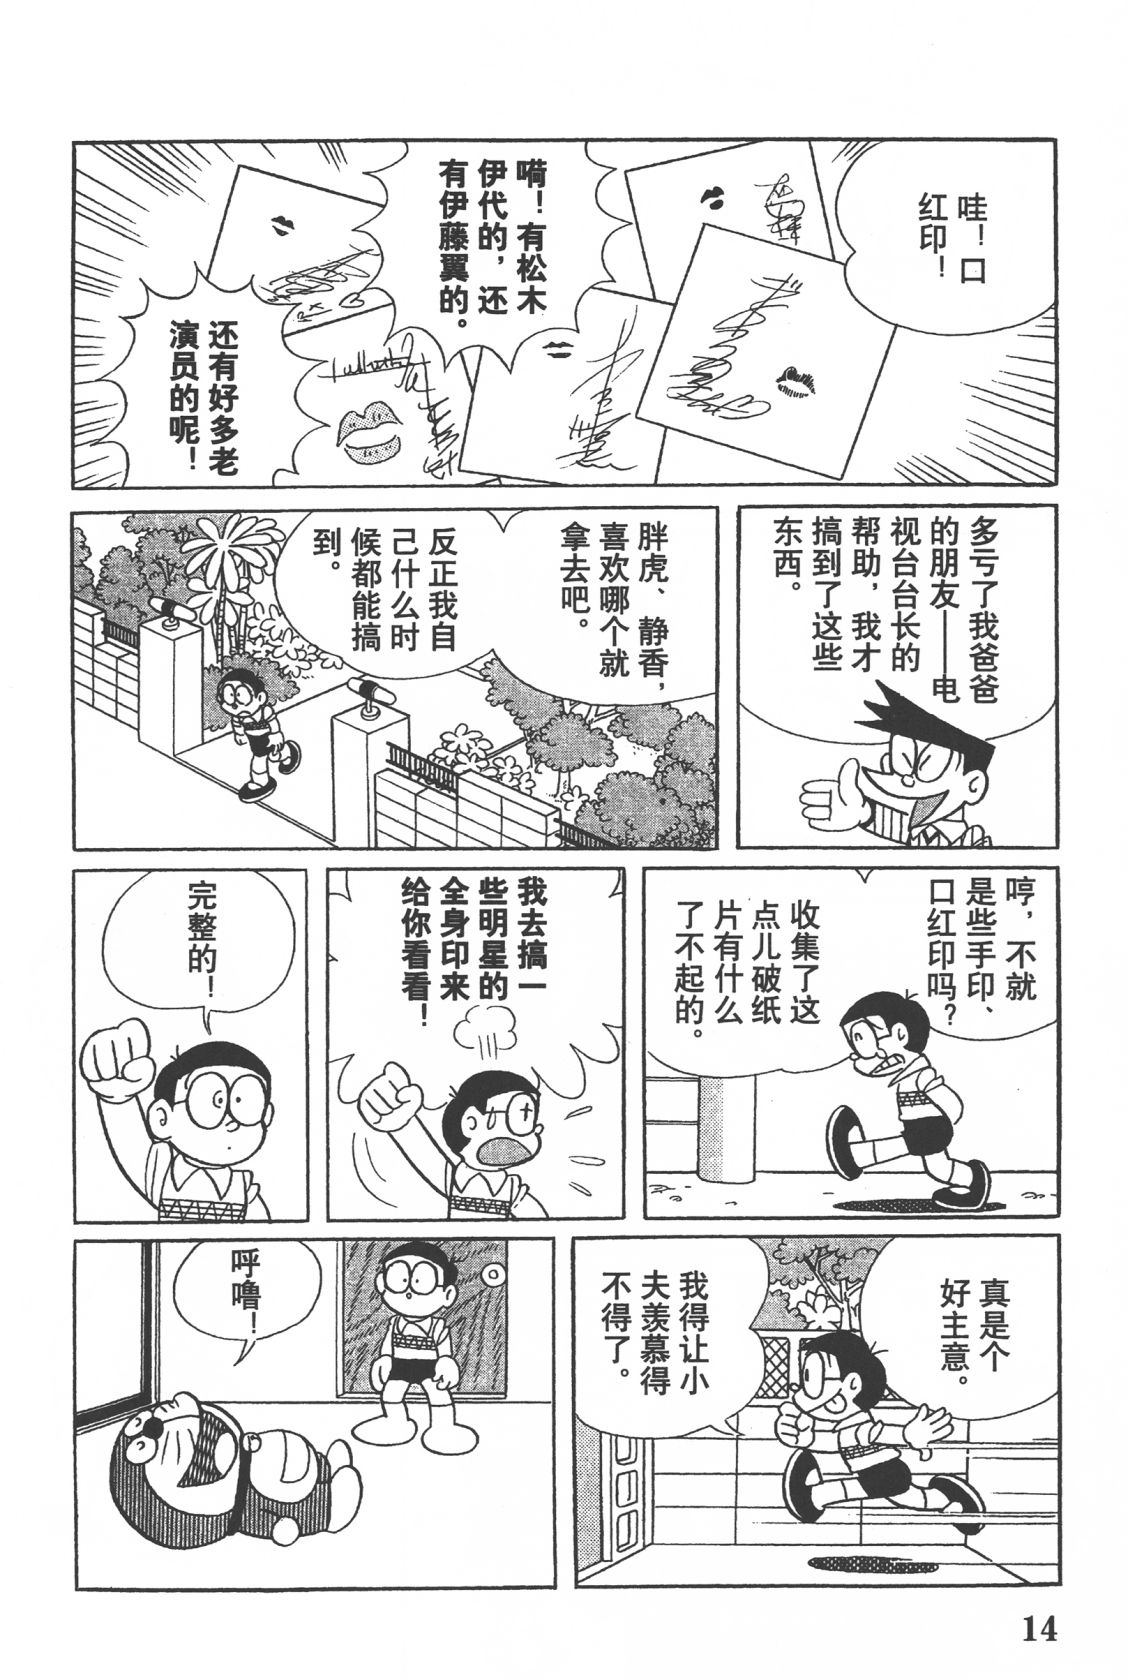 哇！口
红印！
嗬！有松木
伊代的，还
有伊藤翼的。
还有好多老
演员的呢！
多亏了我爸爸
的朋友——电
视台台长的
帮助，我才
搞到了这些
东西。
胖虎、静香，
喜欢哪个就
拿去吧。
反正我自
己什么时
候都能搞
到。
哼，不就
是些手印、
口红印吗？
收集了这
点儿破纸
片有什么
了不起的。
我去搞一
些明星的
全身印来
给你看看！
完整的！
真是个
好主意。
我得让小
夫羡慕得
不得了。
呼噜！
14